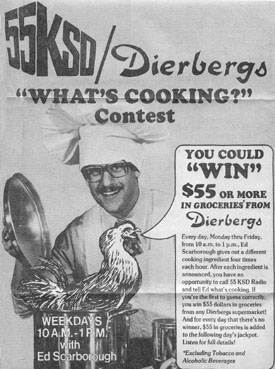 55KSD/Dierbergs
"WHAT'S COOKING?"
Contest
YOU COULD
"WIN"
$55 OR MORE
IN GROCERIES* FROM
Dierbergs
Every day, Monday thru Friday,
from 10 a.m. to 1 p.m., Ed
Scarborough gives out a different
cooking ingredient four times
each hour. After each ingredient is
announced, you have an
opportunity to call 55 KSD Radio
and tell Ed what's cooking. If
you're the first to guess correctly,
you win $55 dollars in groceries
from any Dierbergs supermarket!
And for every day that there's no
winner, $55 in groceries is added
to the following day's jackpot.
Listen for full details!
*Excluding Tobacco and
Alcoholic Beverages
WEEKDAYS
10 A.M.-1 P.M.
with
Ed Scarborough